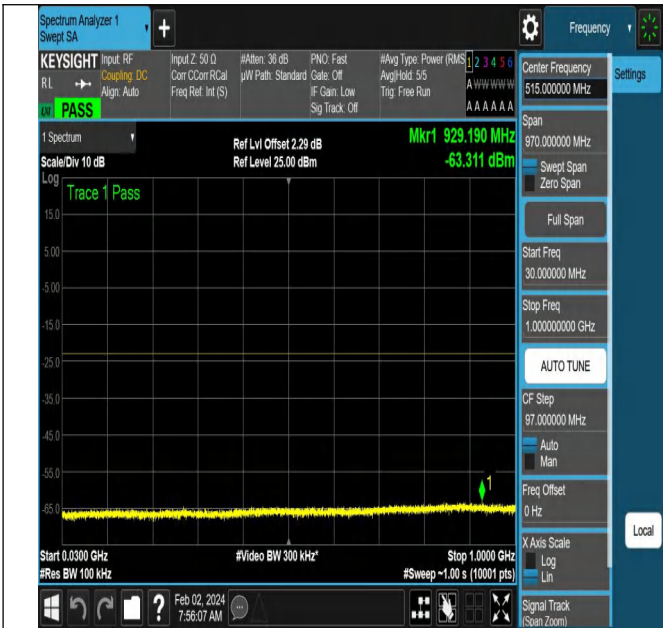 Spectrum Analyzer 1
Swept SA
+
Frequency
KEYSIGHT
RL
PASS
Input: RF
Coupling: DC
Align: Auto
Input Z: 50 Ω
Corr CCorr RCal
Freq Ref: Int (S)
#Atten: 36 dB
µW Path: Standard
PNO: Fast
Gate: Off
IF Gain: Low
Sig Track: Off
#Avg Type: Power (RMS
Avg|Hold: 5/5
Trig: Free Run
1 2 3 4 5 6
A W W W W W
A A A A A A
1 Spectrum
Scale/Div 10 dB
Ref Lvl Offset 2.29 dB
Ref Level 25.00 dBm
Mkr1 929.190 MHz
-63.311 dBm
Log
Trace 1 Pass
15.0
5.00
-5.00
-15.0
-25.0
-35.0
-45.0
-55.0
-65.0
1
Start 0.0300 GHz
#Res BW 100 kHz
#Video BW 300 kHz*
Stop 1.0000 GHz
#Sweep ~1.00 s (10001 pts)
Center Frequency
515.000000 MHz
Settings
Span
970.000000 MHz
Swept Span
Zero Span
Full Span
Start Freq
30.000000 MHz
Stop Freq
1.000000000 GHz
AUTO TUNE
CF Step
97.000000 MHz
Auto
Man
Freq Offset
0 Hz
X Axis Scale
Log
Lin
Signal Track
(Span Zoom)
Local
?
Feb 02, 2024
7:56:07 AM